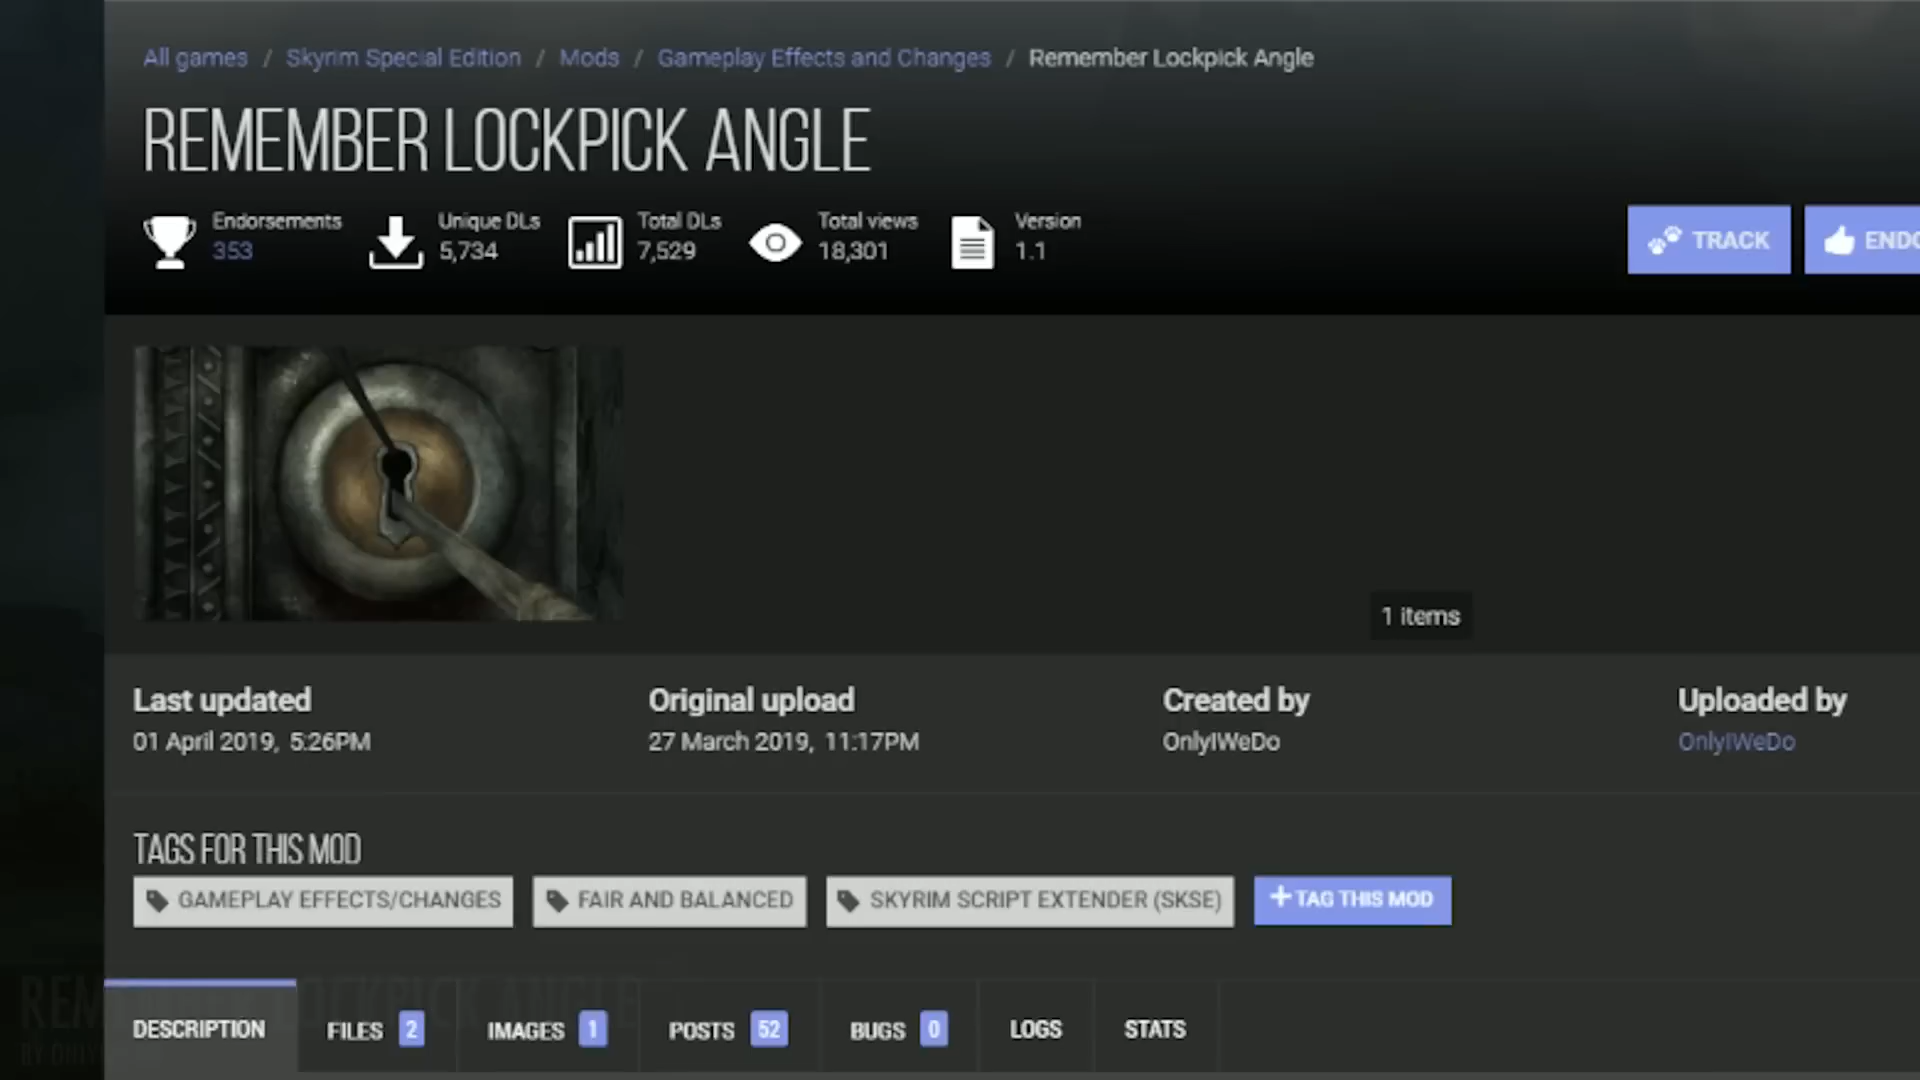 All games / Skyrim Special Edition / Mods / Gameplay Effects and Changes / Remember Lockpick Angle
REMEMBER LOCKPICK ANGLE
Endorsements
353
Unique DLs
5,734
Total DLs
7,529
Total views
18,301
Version
1.1
TRACK
ENDO
1 items
Last updated
01 April 2019, 5:26PM
Original upload
27 March 2019, 11:17PM
Created by
OnlyIWeDo
Uploaded by
OnlyIWeDo
TAGS FOR THIS MOD
GAMEPLAY EFFECTS/CHANGES
FAIR AND BALANCED
SKYRIM SCRIPT EXTENDER (SKSE)
+ TAG THIS MOD
REMEMBER LOCKPICK ANGLE
DESCRIPTION
FILES 2
IMAGES 1
POSTS 52
BUGS 0
LOGS
STATS